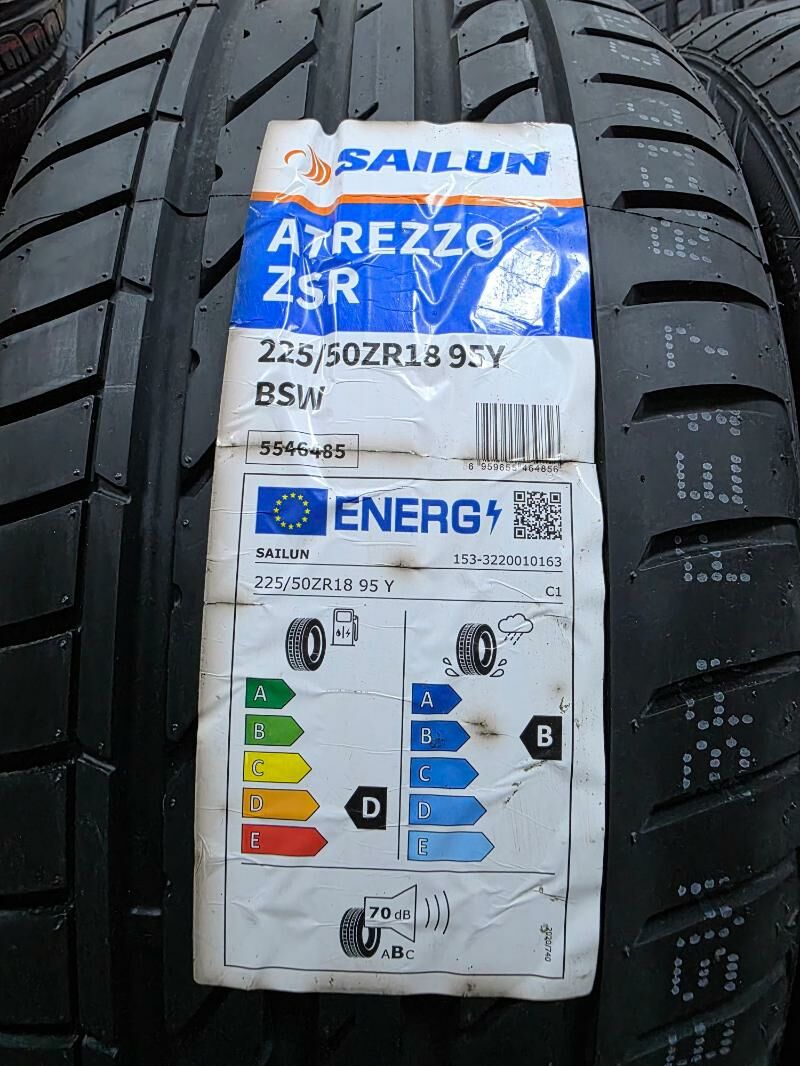 SAILUN
ATREZZO
ZSR
225/50ZR18 95Y
BSW
5546485
6 959655 464856
ENERG
SAILUN 153-3220010163
225/50ZR18 95 Y C1
A A
B B B
C C
D D D
E E
70 dB
ABC
2020/740